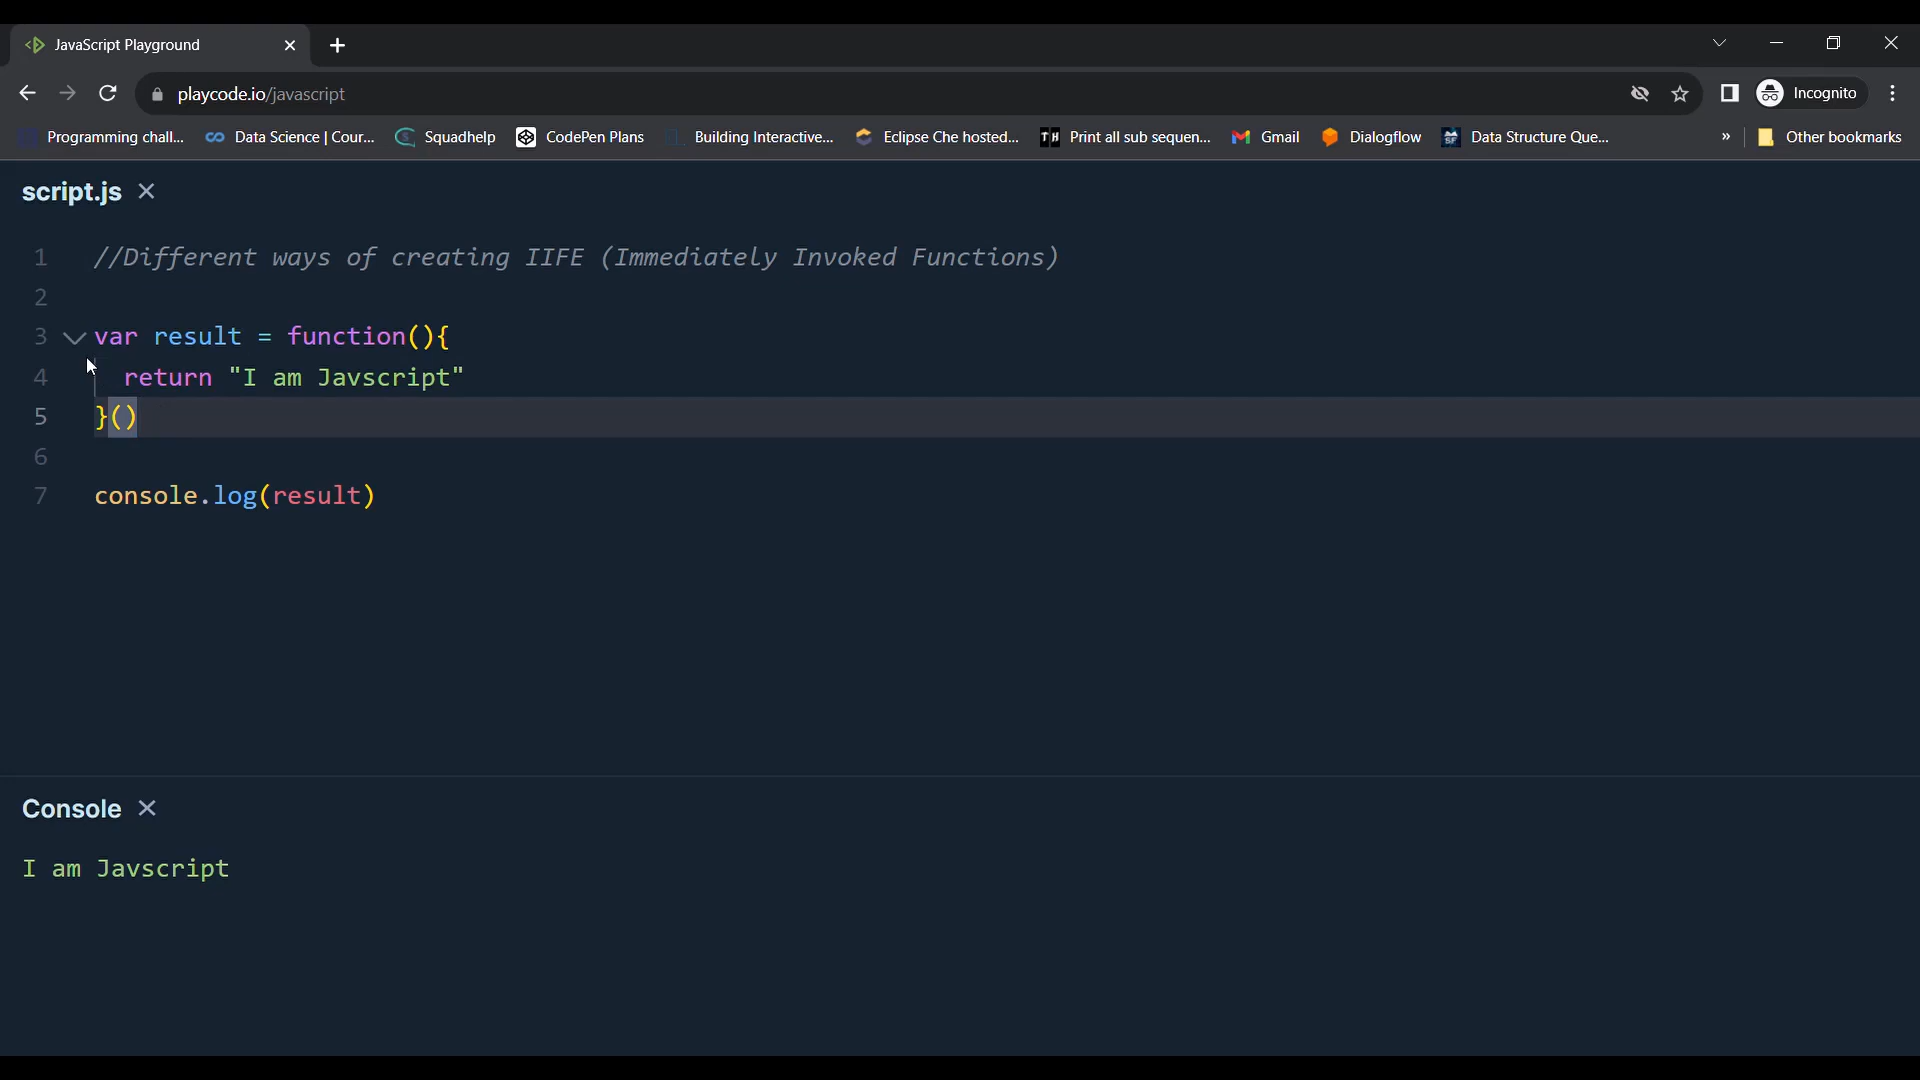 JavaScript Playground
playcode.io/javascript
Incognito
Programming chall...
Data Science | Cour...
Squadhelp
CodePen Plans
Building Interactive...
Eclipse Che hosted...
TH
Print all sub sequen...
Gmail
Dialogflow
SF
Data Structure Que...
»
Other bookmarks
script.js
1 //Different ways of creating IIFE (Immediately Invoked Functions)
2
3 var result = function(){
4 return "I am Javscript"
5 }()
6
7 console.log(result)
Console
I am Javscript